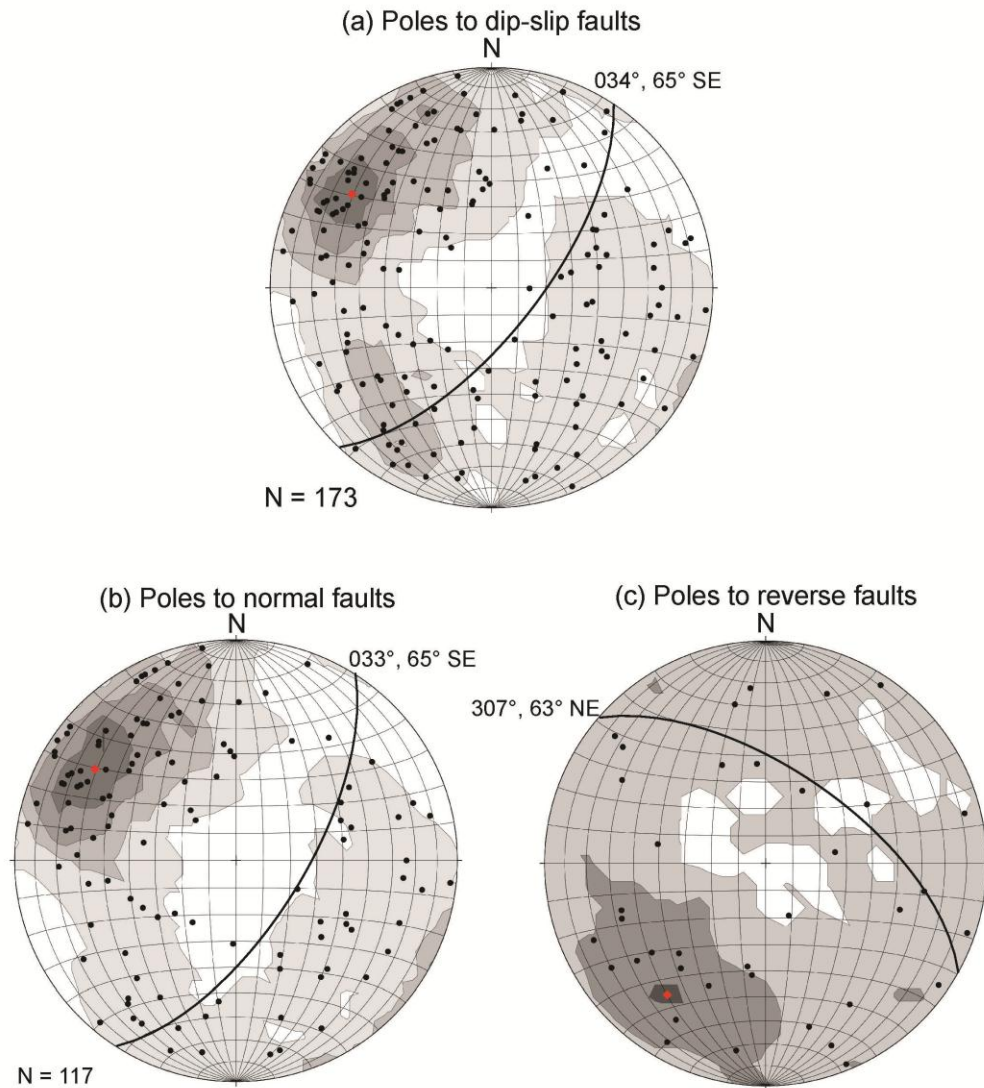 (a) Poles to dip-slip faults
N
034°, 65° SE
N = 173
(b) Poles to normal faults
N
033°, 65° SE
N = 117
(c) Poles to reverse faults
N
307°, 63° NE